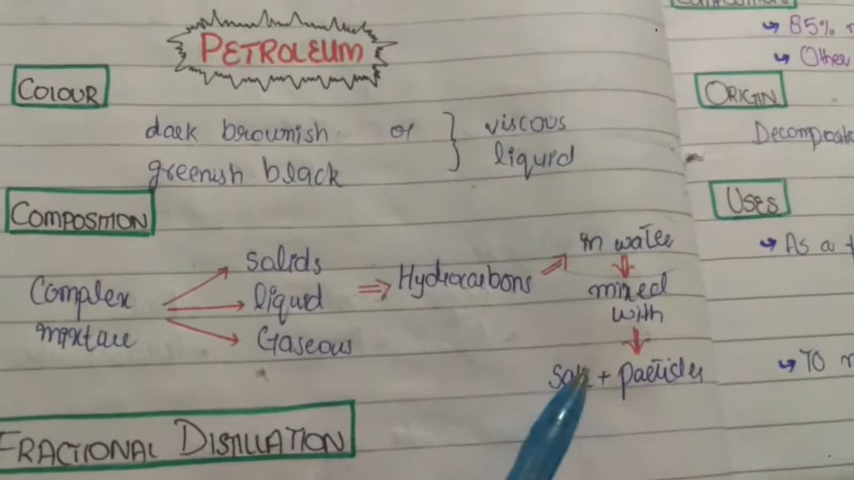 PETROLEUM
COLOUR
dark brownish or
greenish black
viscous
liquid
COMPOSITION
Complex
mixture
Solids
liquid
Gaseous
Hydrocarbons
in water
mixed
with
+ particles
FRACTIONAL DISTILLATION
85%
Other
ORIGIN
USES
As a
To